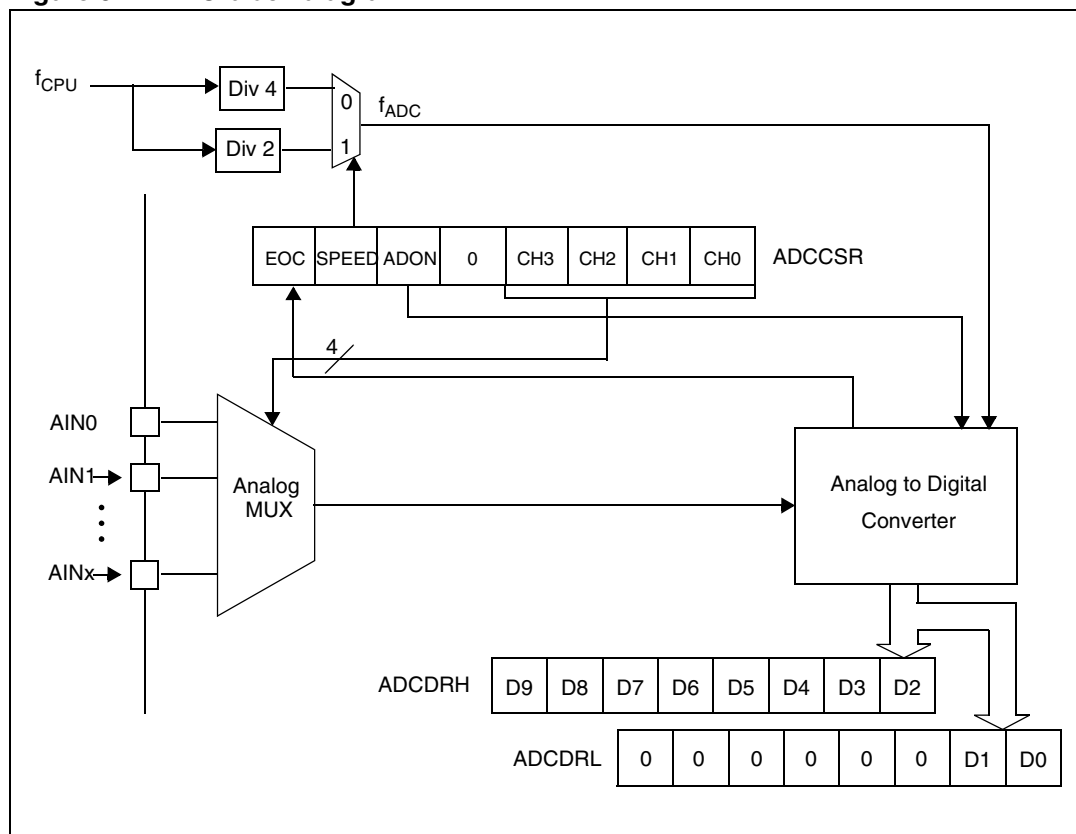 f_CPU
Div 4
0
f_ADC
Div 2
1
EOC SPEED ADON 0 CH3 CH2 CH1 CH0 ADCCSR
4
AIN0
AIN1
AINx
Analog
MUX
Analog to Digital
Converter
ADCDRH D9 D8 D7 D6 D5 D4 D3 D2
ADCDRL 0 0 0 0 0 0 D1 D0